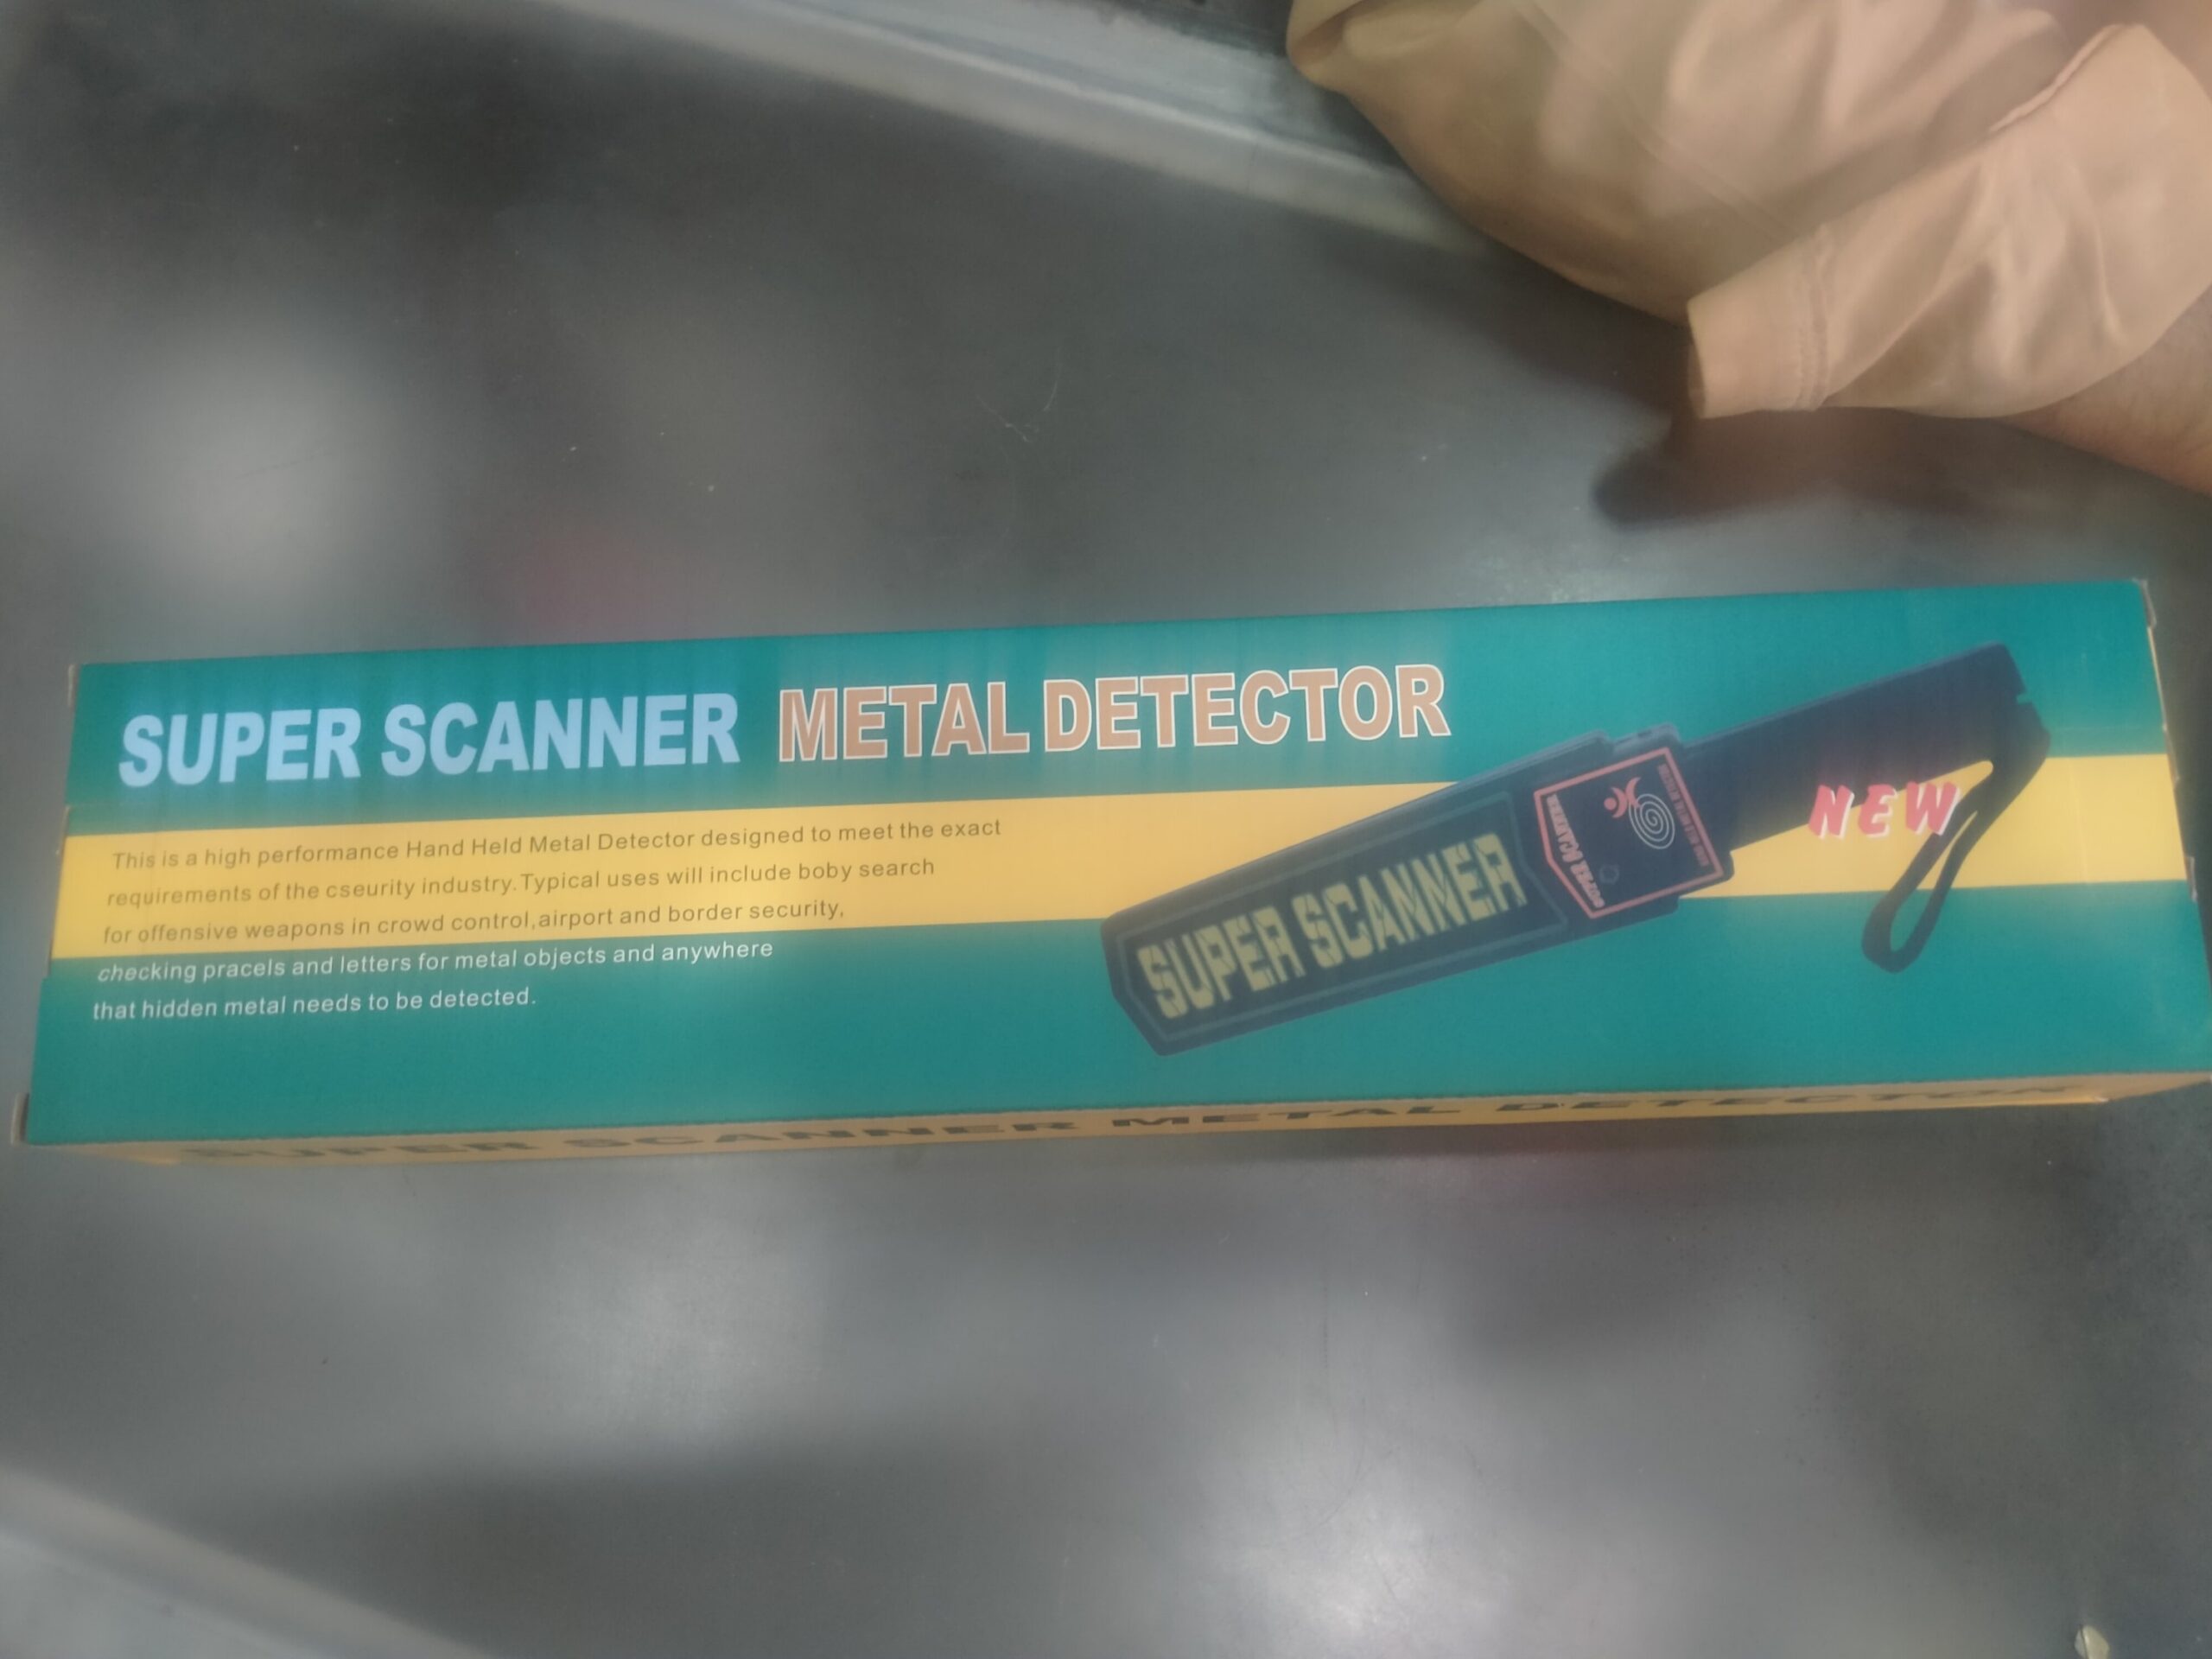 SUPER SCANNER METAL DETECTOR
This is a high performance Hand Held Metal Detector designed to meet the exact
requirements of the cseurity industry.Typical uses will include boby search
for offensive weapons in crowd control,airport and border security,
checking pracels and letters for metal objects and anywhere
that hidden metal needs to be detected.
SUPER SCANNER
SUPER SCANNER
NEW
SUPER SCANNER METAL DETECTOR